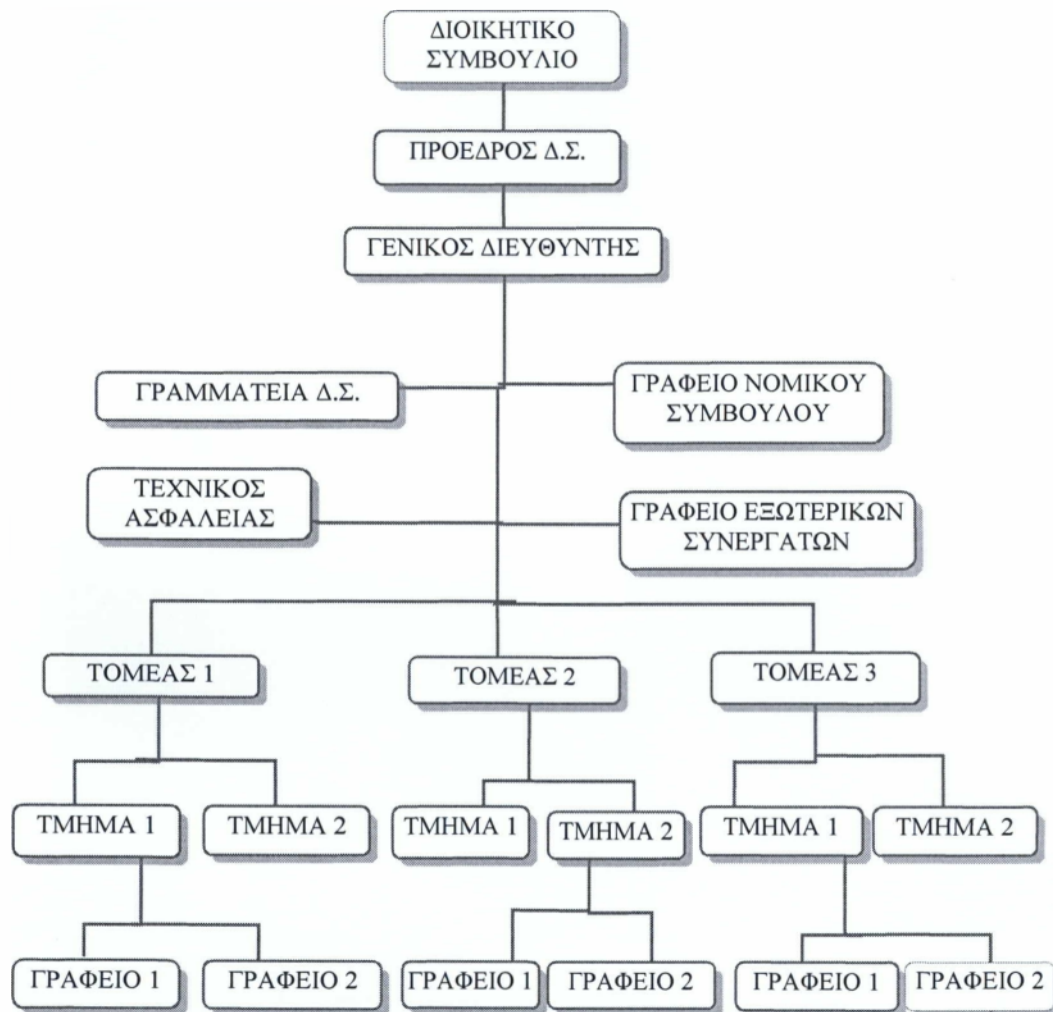 ΔΙΟΙΚΗΤΙΚΟ
ΣΥΜΒΟΥΛΙΟ
ΠΡΟΕΔΡΟΣ Δ.Σ.
ΓΕΝΙΚΟΣ ΔΙΕΥΘΥΝΤΗΣ
ΓΡΑΜΜΑΤΕΙΑ Δ.Σ.
ΓΡΑΦΕΙΟ ΝΟΜΙΚΟΥ
ΣΥΜΒΟΥΛΟΥ
ΤΕΧΝΙΚΟΣ
ΑΣΦΑΛΕΙΑΣ
ΓΡΑΦΕΙΟ ΕΞΩΤΕΡΙΚΩΝ
ΣΥΝΕΡΓΑΤΩΝ
ΤΟΜΕΑΣ 1
ΤΟΜΕΑΣ 2
ΤΟΜΕΑΣ 3
ΤΜΗΜΑ 1
ΤΜΗΜΑ 2
ΤΜΗΜΑ 1
ΤΜΗΜΑ 2
ΤΜΗΜΑ 1
ΤΜΗΜΑ 2
ΓΡΑΦΕΙΟ 1
ΓΡΑΦΕΙΟ 2
ΓΡΑΦΕΙΟ 1
ΓΡΑΦΕΙΟ 2
ΓΡΑΦΕΙΟ 1
ΓΡΑΦΕΙΟ 2